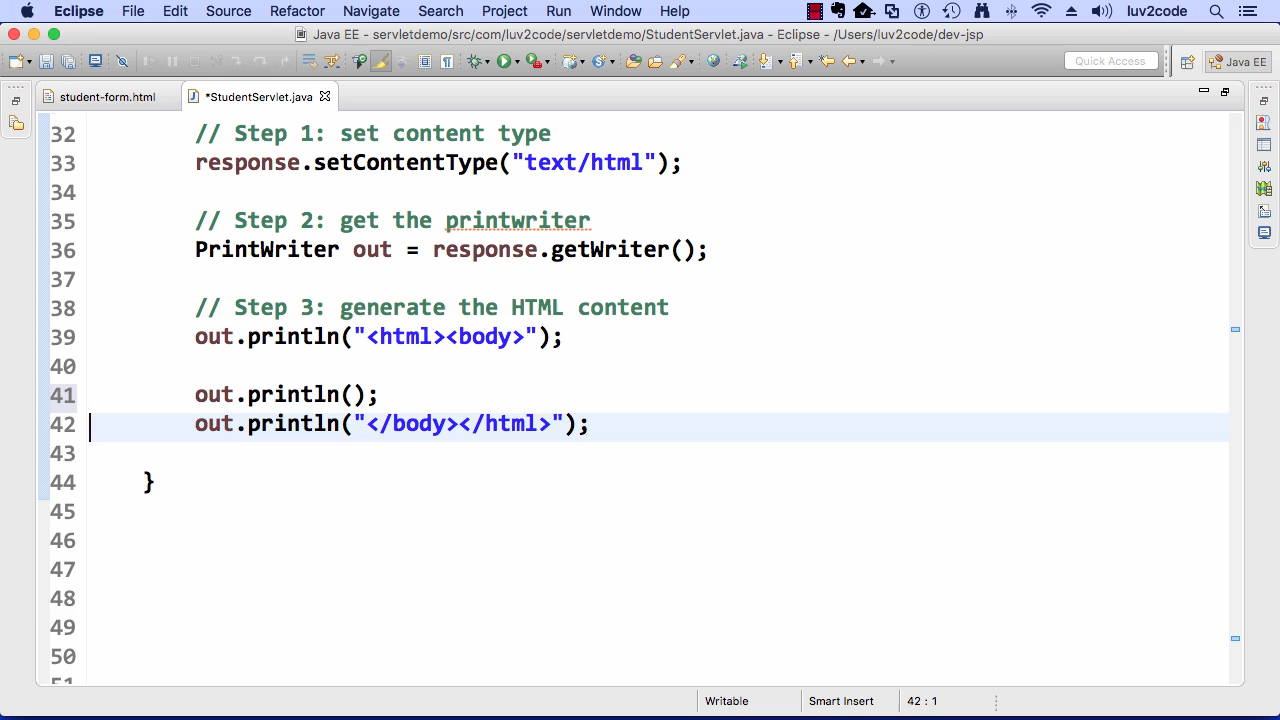 Eclipse File Edit Source Refactor Navigate Search Project Run Window Help luv2code
Java EE - servletdemo/src/com/luv2code/servletdemo/StudentServlet.java - Eclipse - /Users/luv2code/dev-jsp
Quick Access Java EE
student-form.html *StudentServlet.java
32 // Step 1: set content type
33 response.setContentType("text/html");
34
35 // Step 2: get the printwriter
36 PrintWriter out = response.getWriter();
37
38 // Step 3: generate the HTML content
39 out.println("<html><body>");
40
41 out.println();
42 out.println("</body></html>");
43
44 }
45
46
47
48
49
50
51
Writable Smart Insert 42 : 1